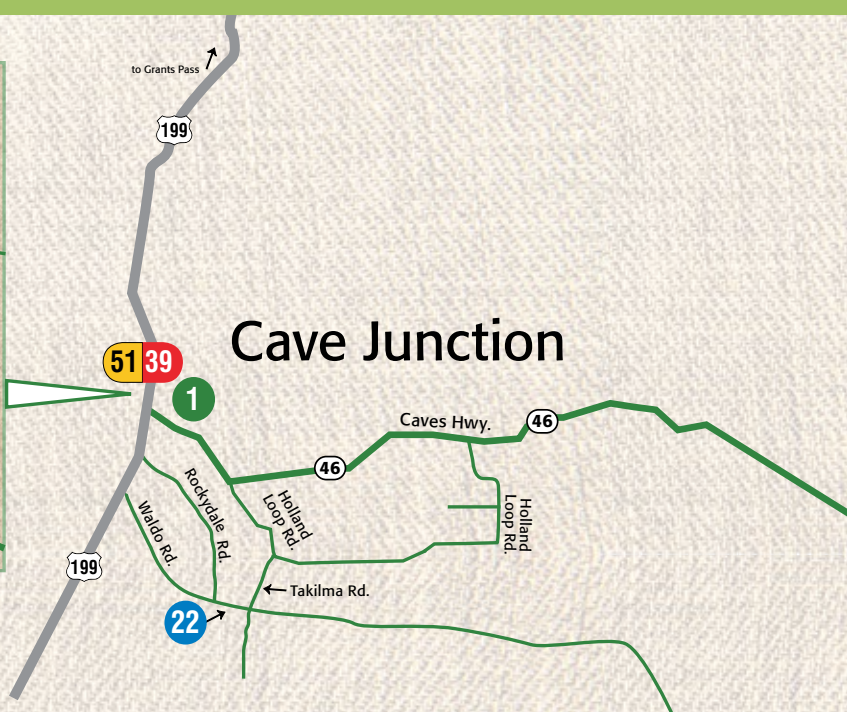 to Grants Pass
199
Cave Junction
51 39
1
Caves Hwy.
46
46
Rockydale Rd.
Holland
Loop Rd.
Holland
Loop Rd.
Waldo Rd.
199
Takilma Rd.
22